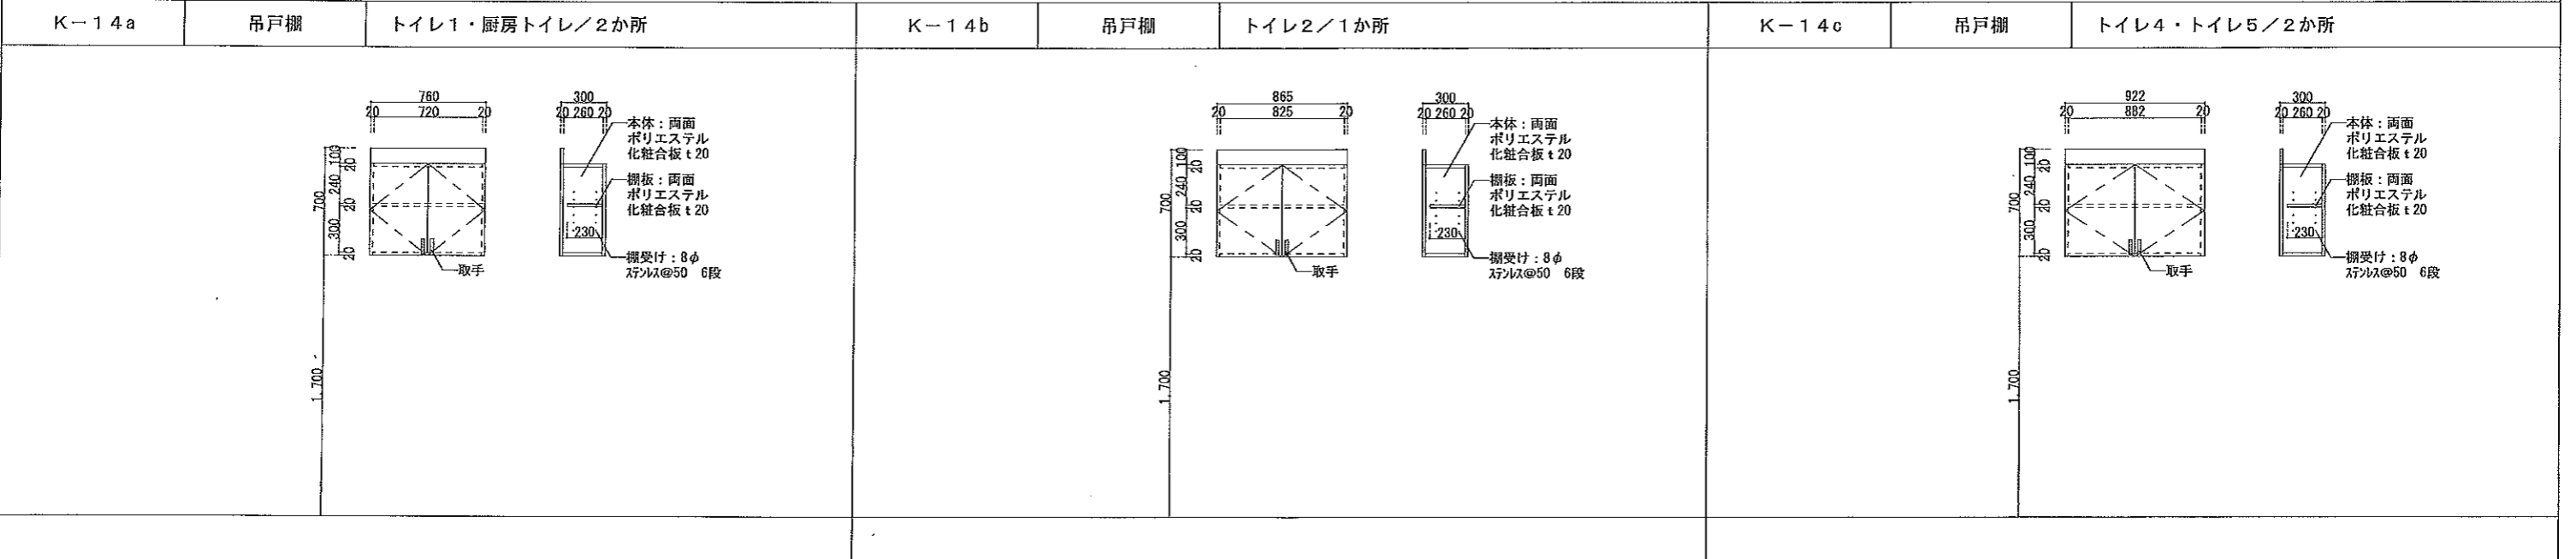 K－14a 吊戸棚 トイレ1・厨房トイレ／2か所
760
20 720 20
300
20 260 20
本体：両面
ポリエステル
化粧合板 t 20
棚板：両面
ポリエステル
化粧合板 t 20
700
100
20
240
20
300
20
230
取手
棚受け：8φ
ｽﾃﾝﾚｽ@50 6段
1,700
K－14b 吊戸棚 トイレ2／1か所
865
20 825 20
300
20 260 20
本体：両面
ポリエステル
化粧合板 t 20
棚板：両面
ポリエステル
化粧合板 t 20
700
100
20
240
20
300
20
230
取手
棚受け：8φ
ｽﾃﾝﾚｽ@50 6段
1,700
K－14c 吊戸棚 トイレ4・トイレ5／2か所
922
20 882 20
300
20 260 20
本体：両面
ポリエステル
化粧合板 t 20
棚板：両面
ポリエステル
化粧合板 t 20
700
100
20
240
20
300
20
230
取手
棚受け：8φ
ｽﾃﾝﾚｽ@50 6段
1,700